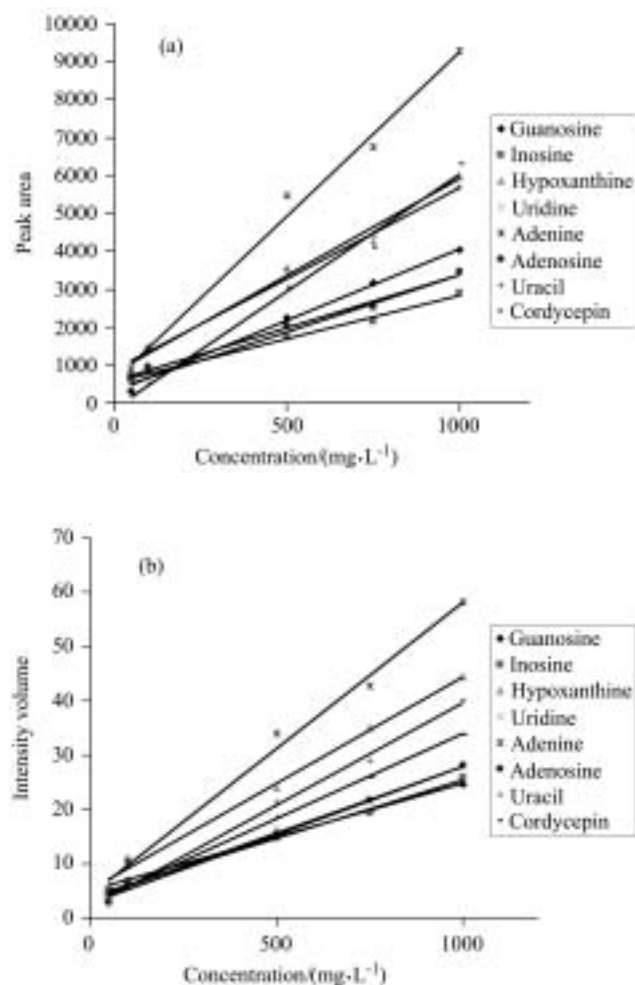 (a)
10000
9000
8000
7000
6000
5000
4000
3000
2000
1000
0
Peak area
500
1000
Concentration/(mg·L⁻¹)
Guanosine
Inosine
Hypoxanthine
Uridine
Adenine
Adenosine
Uracil
Cordycepin
(b)
70
60
50
40
30
20
10
0
Intensity volume
0
500
1000
Concentration/(mg·L⁻¹)
Guanosine
Inosine
Hypoxanthine
Uridine
Adenine
Adenosine
Uracil
Cordycepin